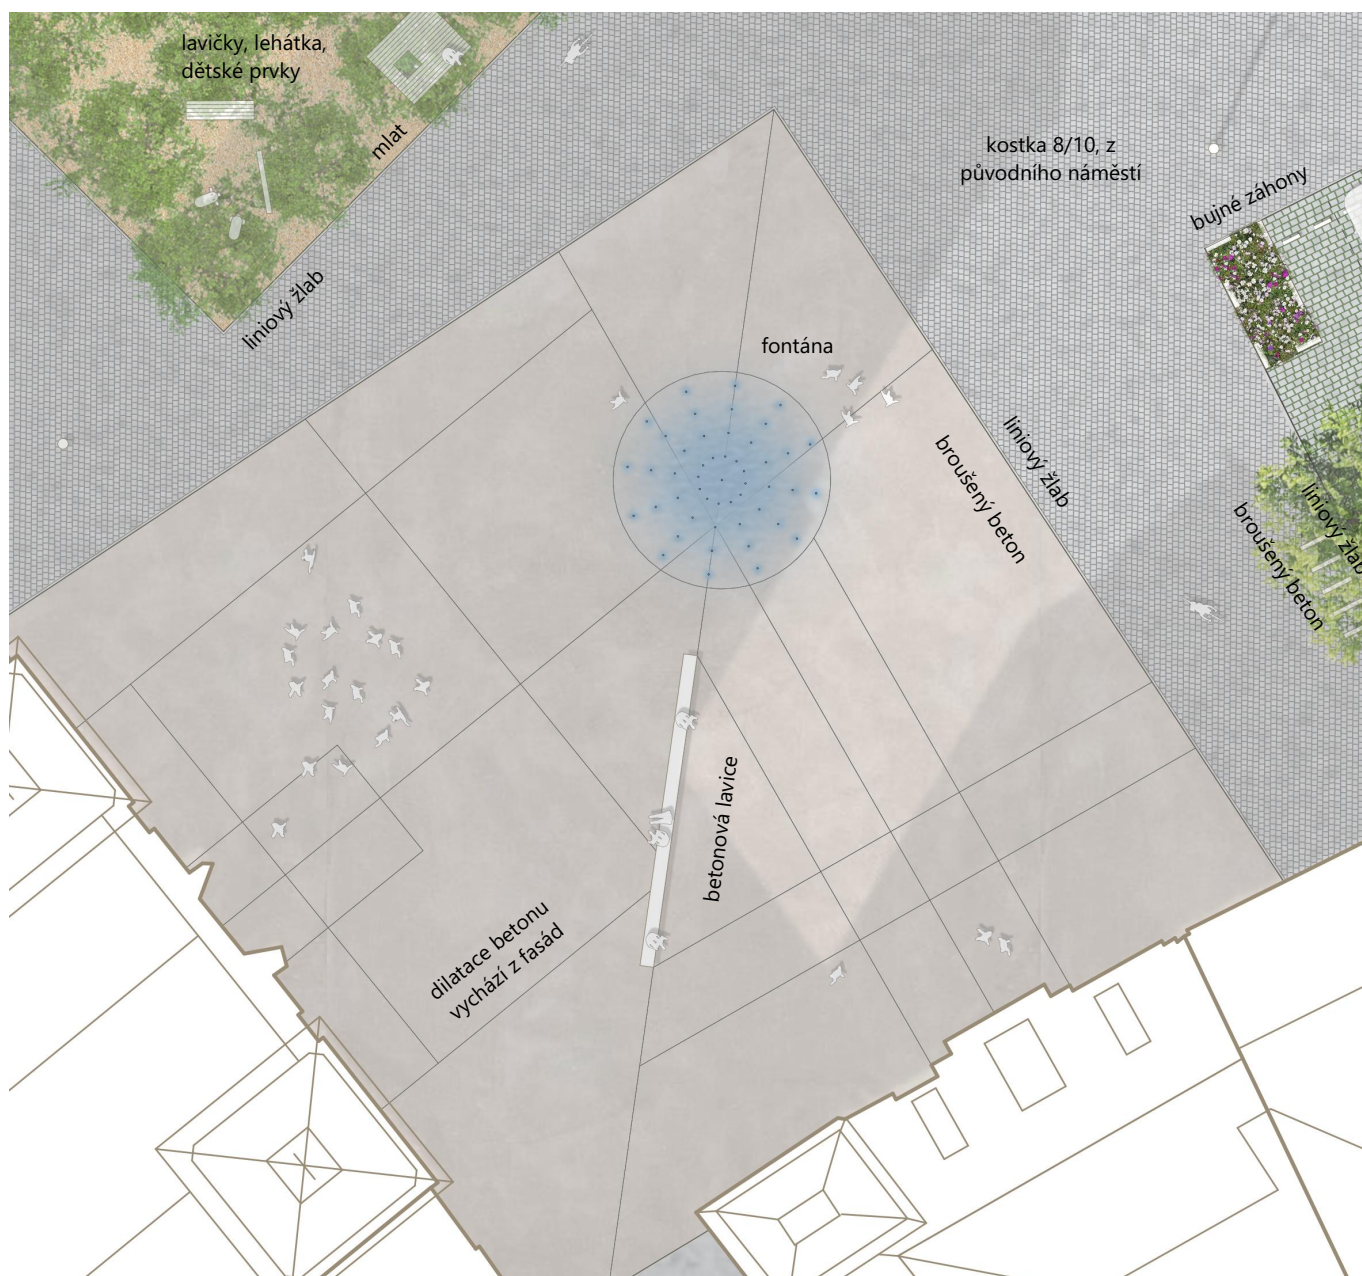 lavičky, lehátka,
dětské prvky
mlat
liniový žlab
kostka 8/10, z
původního náměstí
bujné záhony
fontána
liniový žlab
broušený beton
liniový žlab
broušený beton
betonová lavice
dilatace betonu
vychází z fasád